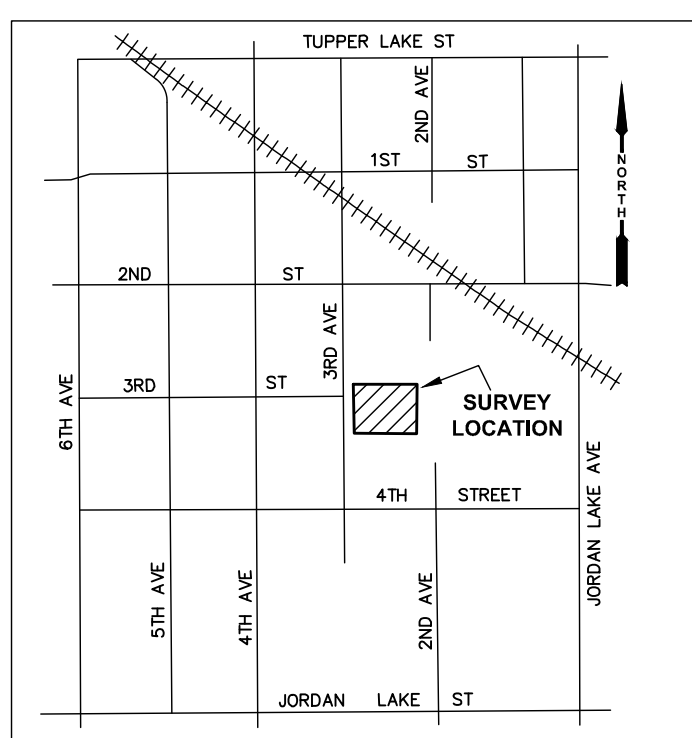 TUPPER LAKE ST
2ND AVE
1ST ST
NORTH
2ND ST
3RD AVE
3RD ST
6TH AVE
SURVEY
LOCATION
JORDAN LAKE AVE
4TH STREET
5TH AVE
4TH AVE
2ND AVE
JORDAN LAKE ST